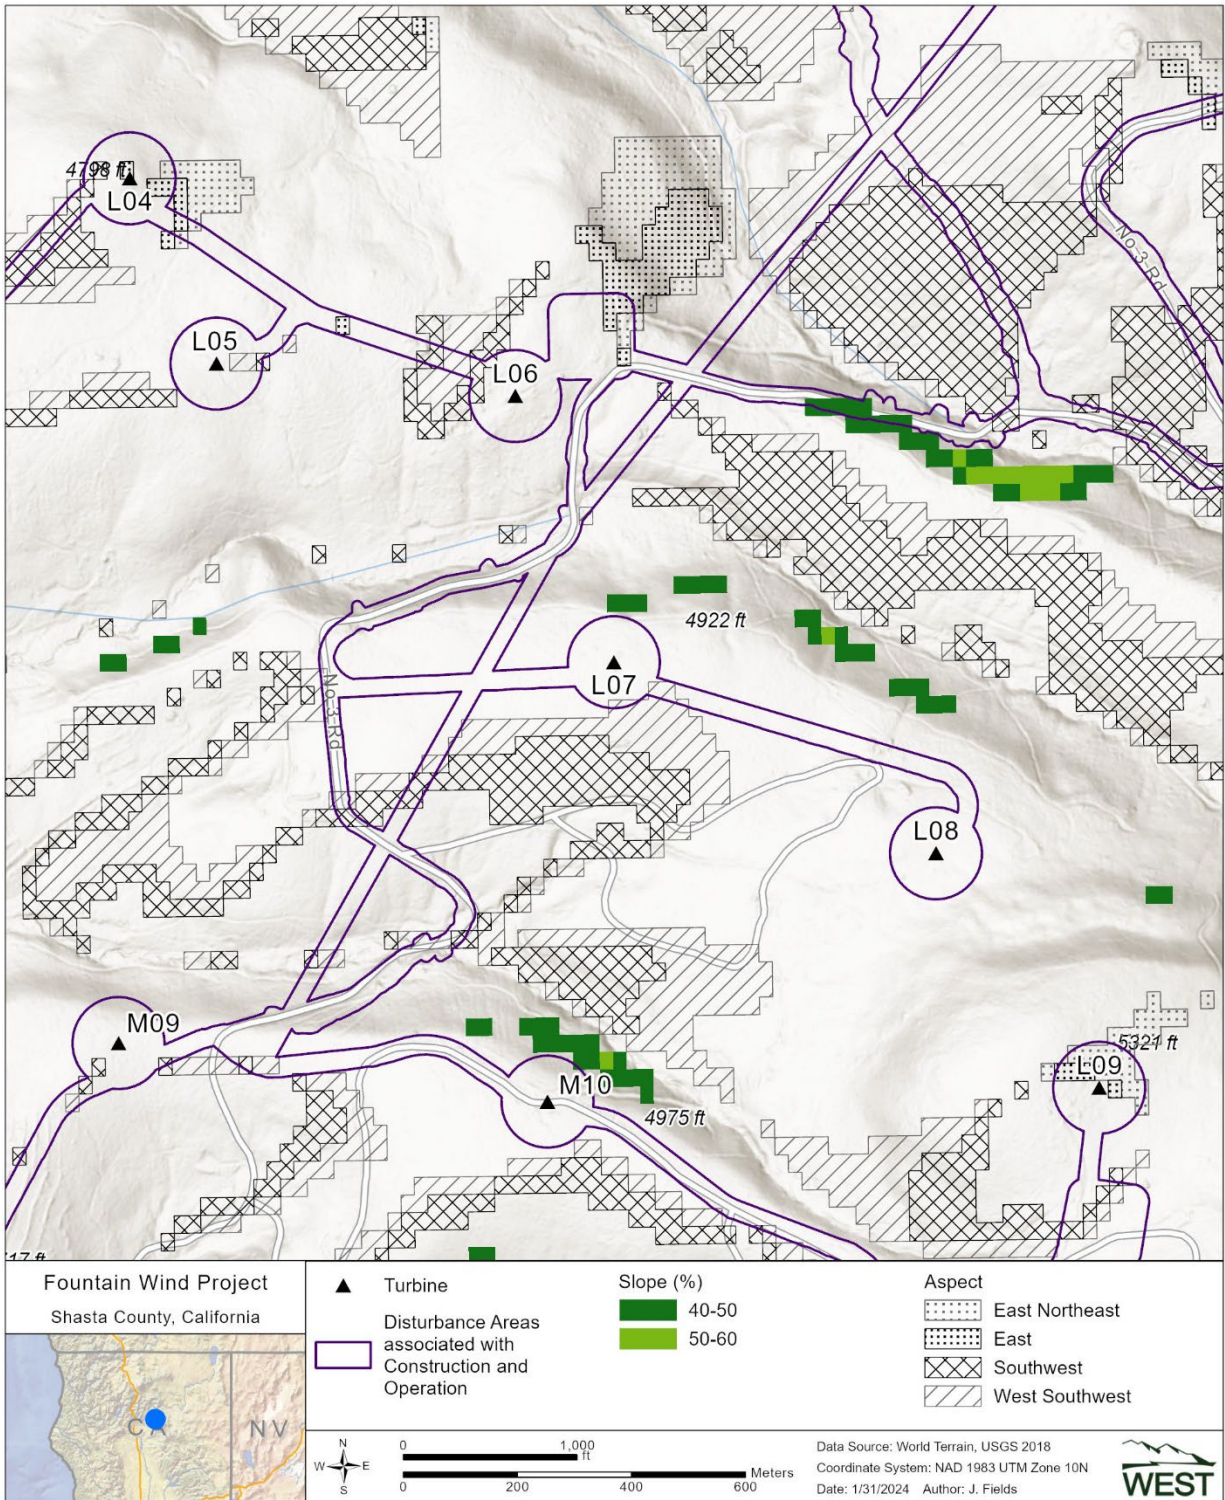 4798 ft
L04
No 3 Rd
L05
L06
4922 ft
L07
No 3 Rd
L08
M09
5321 ft
L09
M10
4975 ft
17 ft
Fountain Wind Project
Shasta County, California
CA
NV
Turbine
Disturbance Areas
associated with
Construction and
Operation
Slope (%)
40-50
50-60
Aspect
East Northeast
East
Southwest
West Southwest
N
W E
S
0 1,000
ft
Meters
0 200 400 600
Data Source: World Terrain, USGS 2018
Coordinate System: NAD 1983 UTM Zone 10N
Date: 1/31/2024 Author: J. Fields
WEST